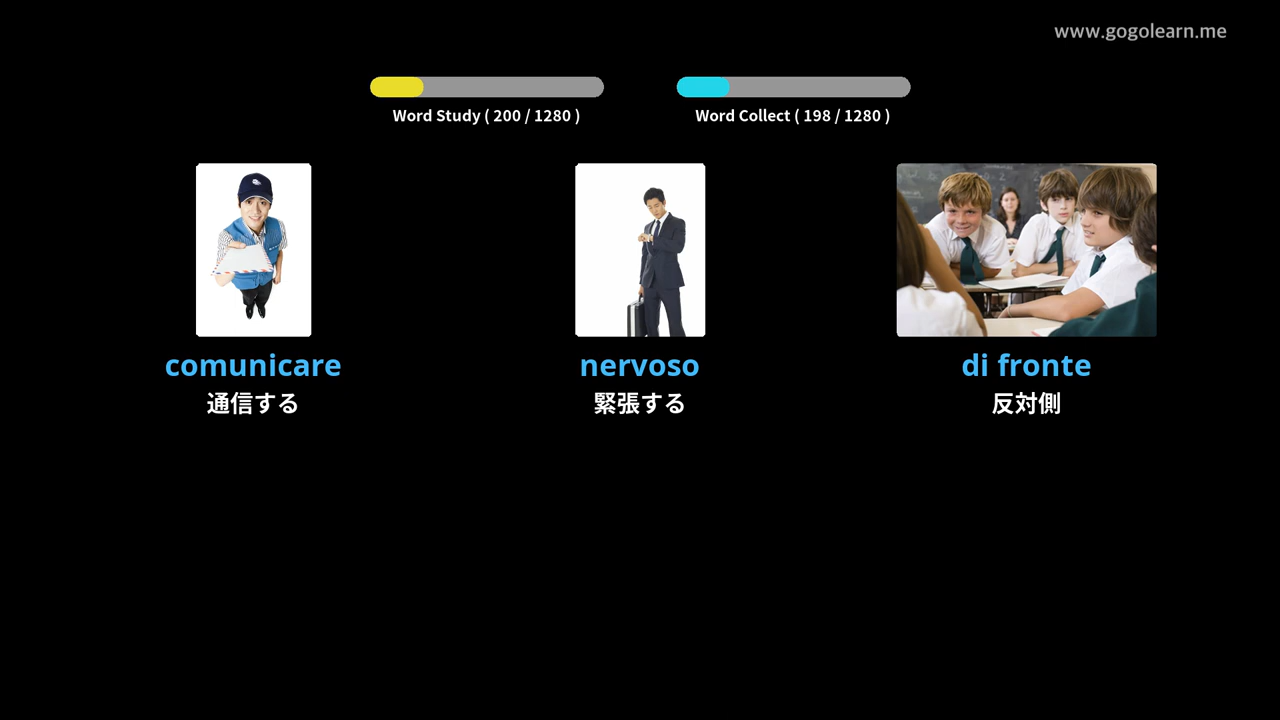 www.gogolearn.me
Word Study ( 200 / 1280 )
Word Collect ( 198 / 1280 )
comunicare
通信する
nervoso
緊張する
di fronte
反対側